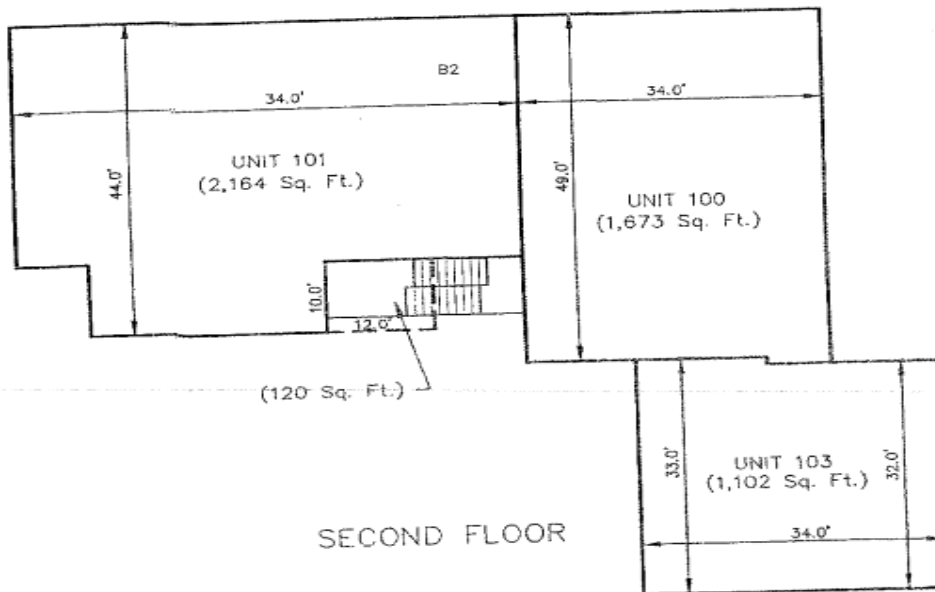 B2
34.0'
34.0'
44.0'
UNIT 101
(2,164 Sq. Ft.)
49.0'
UNIT 100
(1,673 Sq. Ft.)
10.0'
12.0'
(120 Sq. Ft.)
33.0'
UNIT 103
(1,102 Sq. Ft.)
32.0'
34.0'
SECOND FLOOR